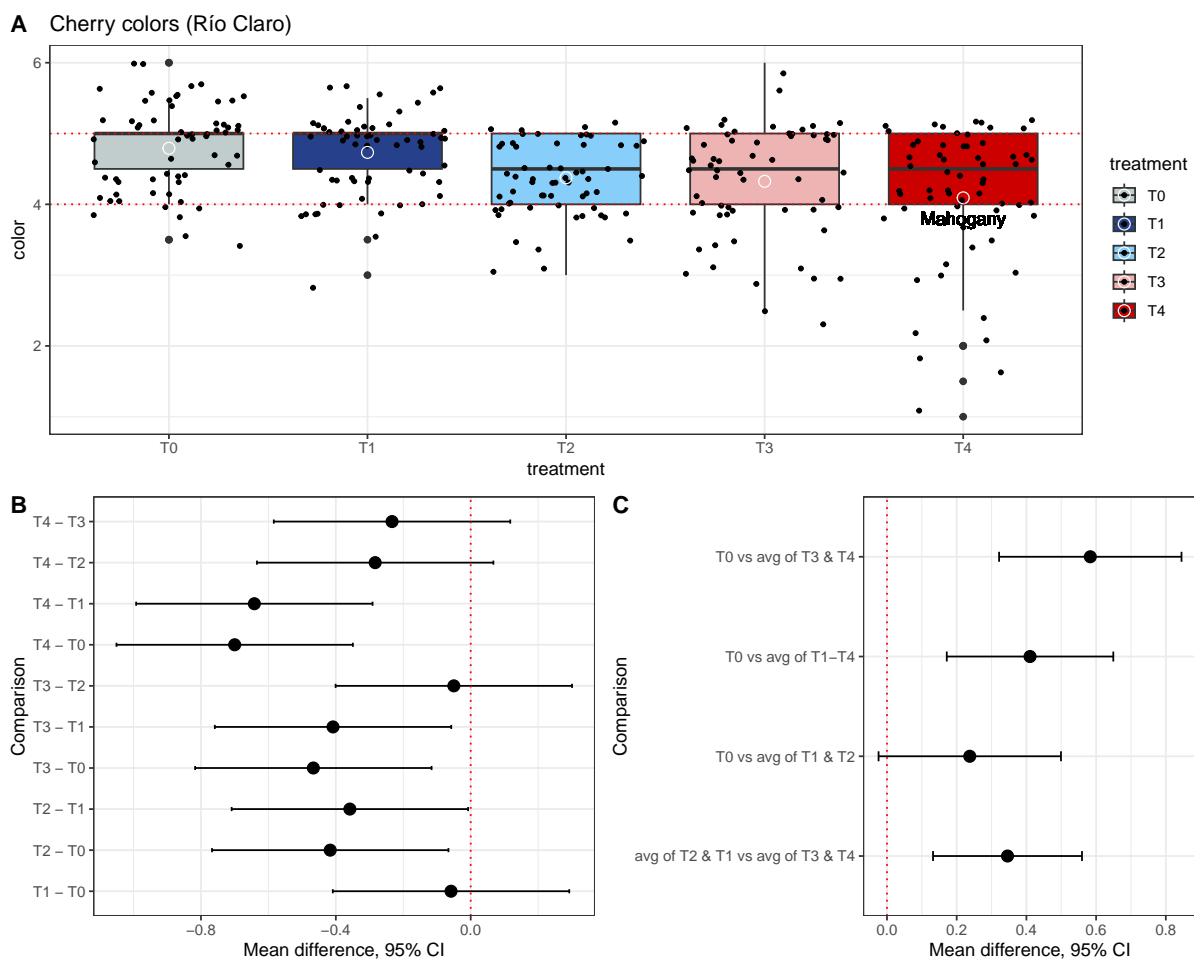 A Cherry colors (Río Claro)
6
4
2
color
Mahogany
T0 T1 T2 T3 T4
treatment
treatment
T0
T1
T2
T3
T4
B
Comparison
T4 − T3
T4 − T2
T4 − T1
T4 − T0
T3 − T2
T3 − T1
T3 − T0
T2 − T1
T2 − T0
T1 − T0
−0.8 −0.4 0.0
Mean difference, 95% CI
C
Comparison
T0 vs avg of T3 & T4
T0 vs avg of T1−T4
T0 vs avg of T1 & T2
avg of T2 & T1 vs avg of T3 & T4
0.0 0.2 0.4 0.6 0.8
Mean difference, 95% CI